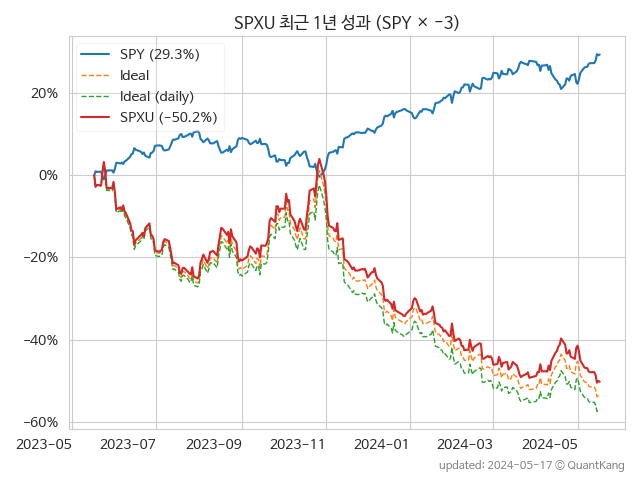 SPXU 최근 1년 성과 (SPY × −3)
SPY (29.3%)
Ideal
Ideal (daily)
SPXU (−50.2%)
20%
0%
−20%
−40%
−60%
2023-05 2023-07 2023-09 2023-11 2024-01 2024-03 2024-05
updated: 2024-05-17 © QuantKang